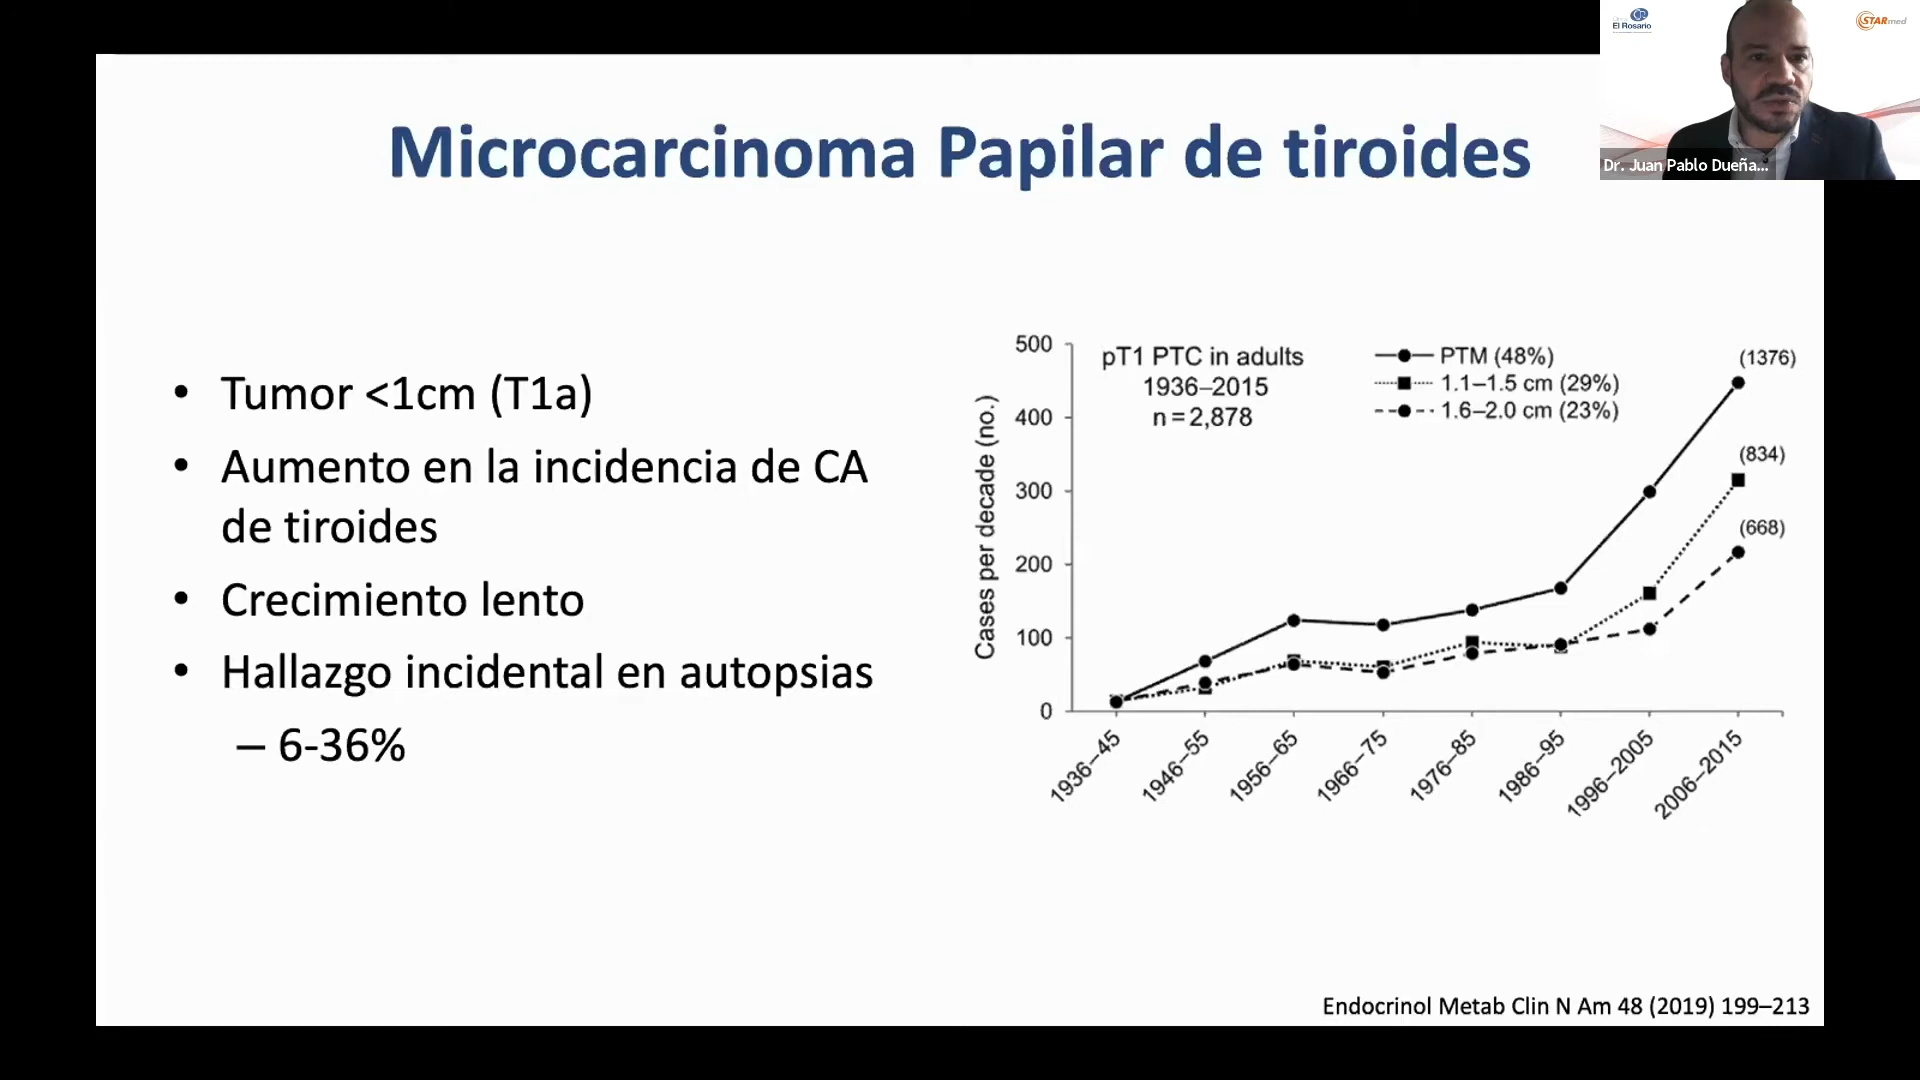 El Rosario
STARmed
Dr. Juan Pablo Dueña...
Microcarcinoma Papilar de tiroides
• Tumor <1cm (T1a)
• Aumento en la incidencia de CA
de tiroides
• Crecimiento lento
• Hallazgo incidental en autopsias
– 6-36%
Cases per decade (no.)
500
400
300
200
100
0
pT1 PTC in adults
1936–2015
n=2,878
PTM (48%)
1.1–1.5 cm (29%)
1.6–2.0 cm (23%)
(1376)
(834)
(668)
1936–45
1946–55
1956–65
1966–75
1976–85
1986–95
1996–2005
2006–2015
Endocrinol Metab Clin N Am 48 (2019) 199–213